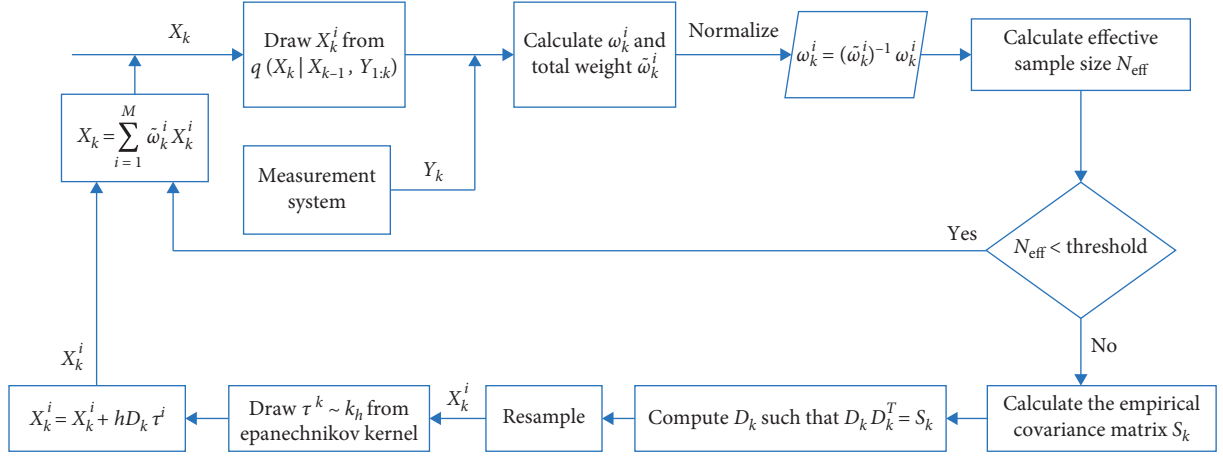 X_k
Draw X_k^i from
q (X_k | X_{k–1}, Y_{1:k})
Calculate ω_k^i and
total weight ω̃_k^i
Normalize
ω_k^i = (ω̃_k^i)^{–1} ω_k^i
Calculate effective
sample size N_eff
X_k = ∑_{i = 1}^{M} ω̃_k^i X_k^i
Measurement
system
Y_k
Yes
N_eff < threshold
No
X_k^i
X_k^i = X_k^i + hD_k τ^i
Draw τ^k ~ k_h from
epanechnikov kernel
X_k^i
Resample
Compute D_k such that D_k D_k^T = S_k
Calculate the empirical
covariance matrix S_k